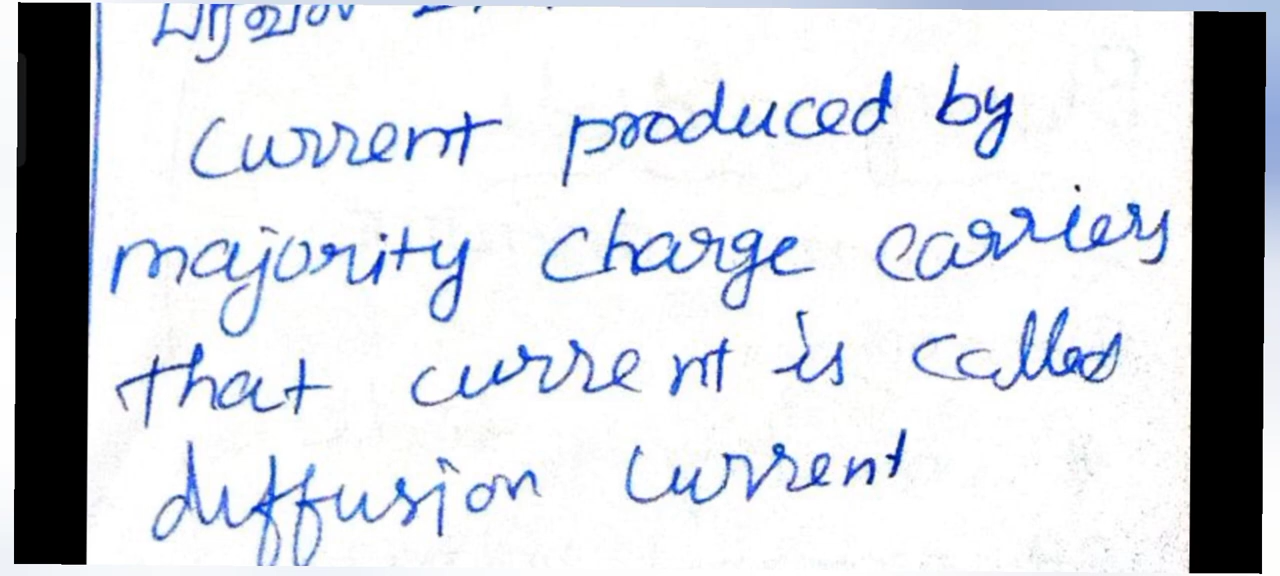 Current produced by
majority charge carriers
that current is called
diffusion current